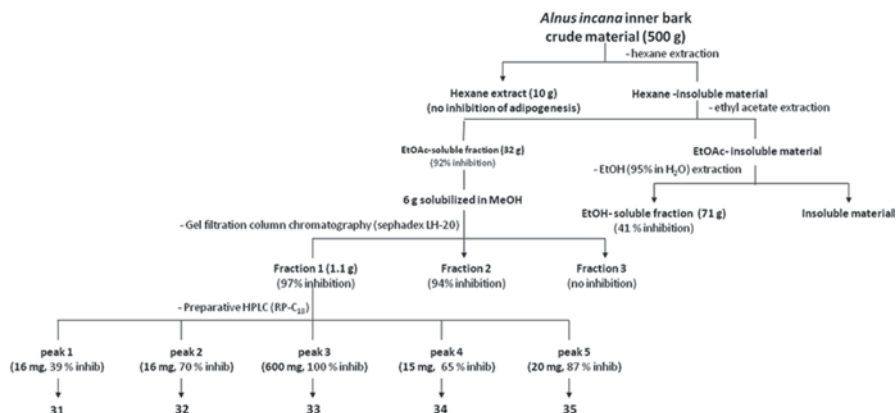 Alnus incana inner bark
crude material (500 g)
- hexane extraction
Hexane extract (10 g)
(no inhibition of adipogenesis)
Hexane -insoluble material
- ethyl acetate extraction
EtOAc-soluble fraction (32 g)
(92% inhibition)
EtOAc- insoluble material
- EtOH (95% in H₂O) extraction
6 g solubilized in MeOH
EtOH-soluble fraction (71 g)
(41 % inhibition)
Insoluble material
- Gel filtration column chromatography (sephadex LH-20)
Fraction 1 (1.1 g)
(97% inhibition)
Fraction 2
(94% inhibition)
Fraction 3
(no inhibition)
- Preparative HPLC (RP-C₁₈)
peak 1
(16 mg, 39 % inhib)
peak 2
(16 mg, 70 % inhib)
peak 3
(600 mg, 100 % inhib)
peak 4
(15 mg, 65 % inhib)
peak 5
(20 mg, 87 % inhib)
31
32
33
34
35